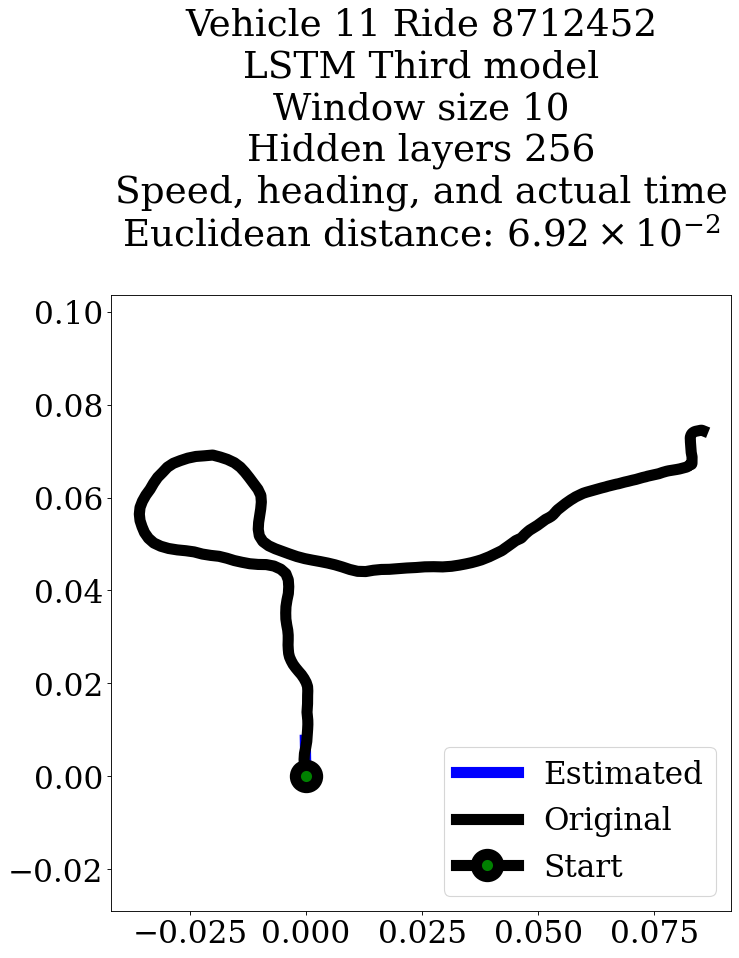 Vehicle 11 Ride 8712452
LSTM Third model
Window size 10
Hidden layers 256
Speed, heading, and actual time
Euclidean distance: 6.92 × 10⁻²
0.10
0.08
0.06
0.04
0.02
0.00
−0.02
Estimated
Original
Start
−0.025 0.000 0.025 0.050 0.075